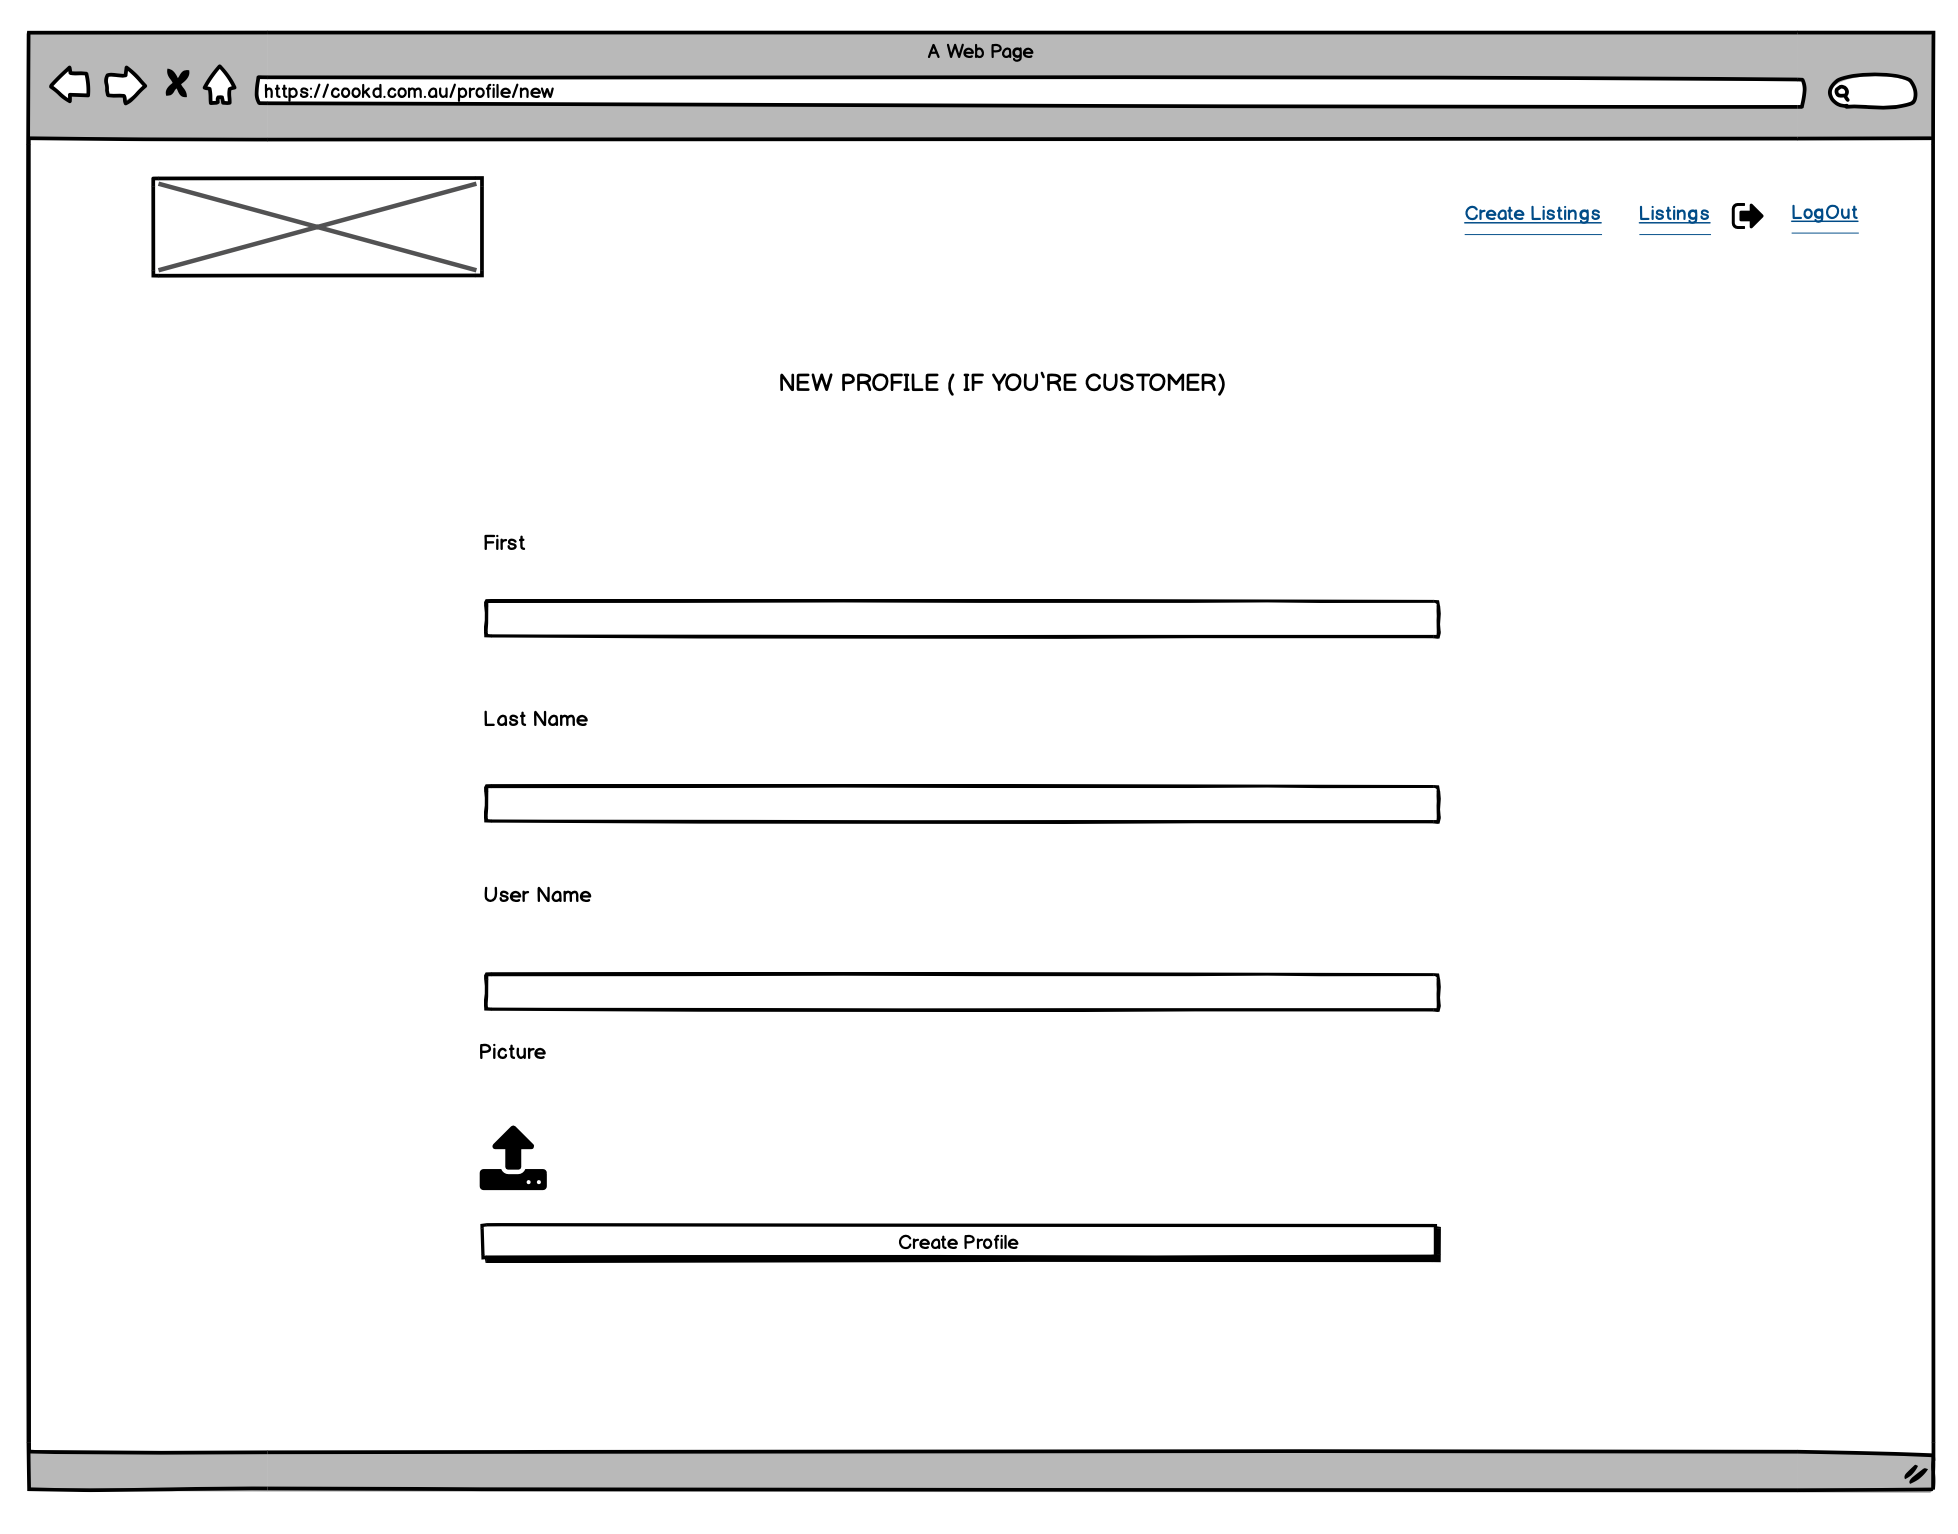 A Web Page
https://cookd.com.au/profile/new
Create Listings Listings LogOut
NEW PROFILE ( IF YOU`RE CUSTOMER)
First
Last Name
User Name
Picture
Create Profile